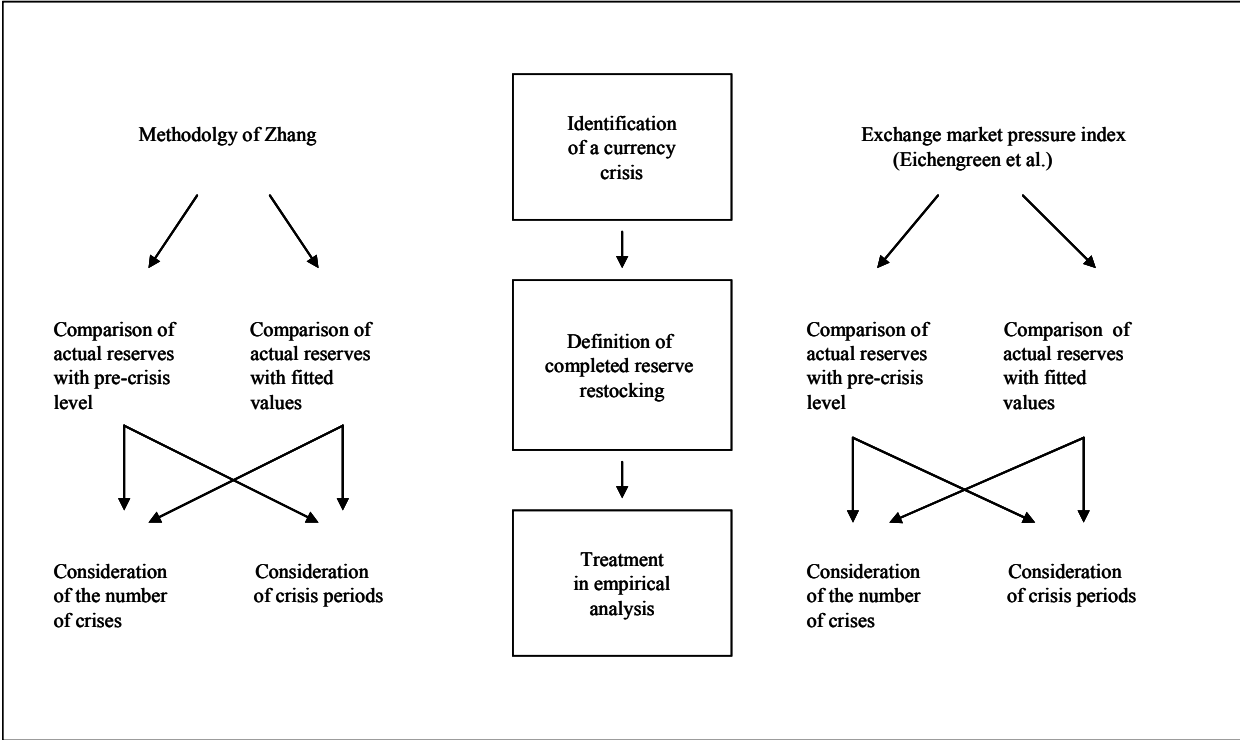 Methodolgy of Zhang
Identification
of a currency
crisis
Exchange market pressure index
(Eichengreen et al.)
Comparison of
actual reserves
with pre-crisis
level
Comparison of
actual reserves
with fitted
values
Definition of
completed reserve
restocking
Comparison of
actual reserves
with pre-crisis
level
Comparison of
actual reserves
with fitted
values
Consideration
of the number
of crises
Consideration
of crisis periods
Treatment
in empirical
analysis
Consideration
of the number
of crises
Consideration
of crisis periods